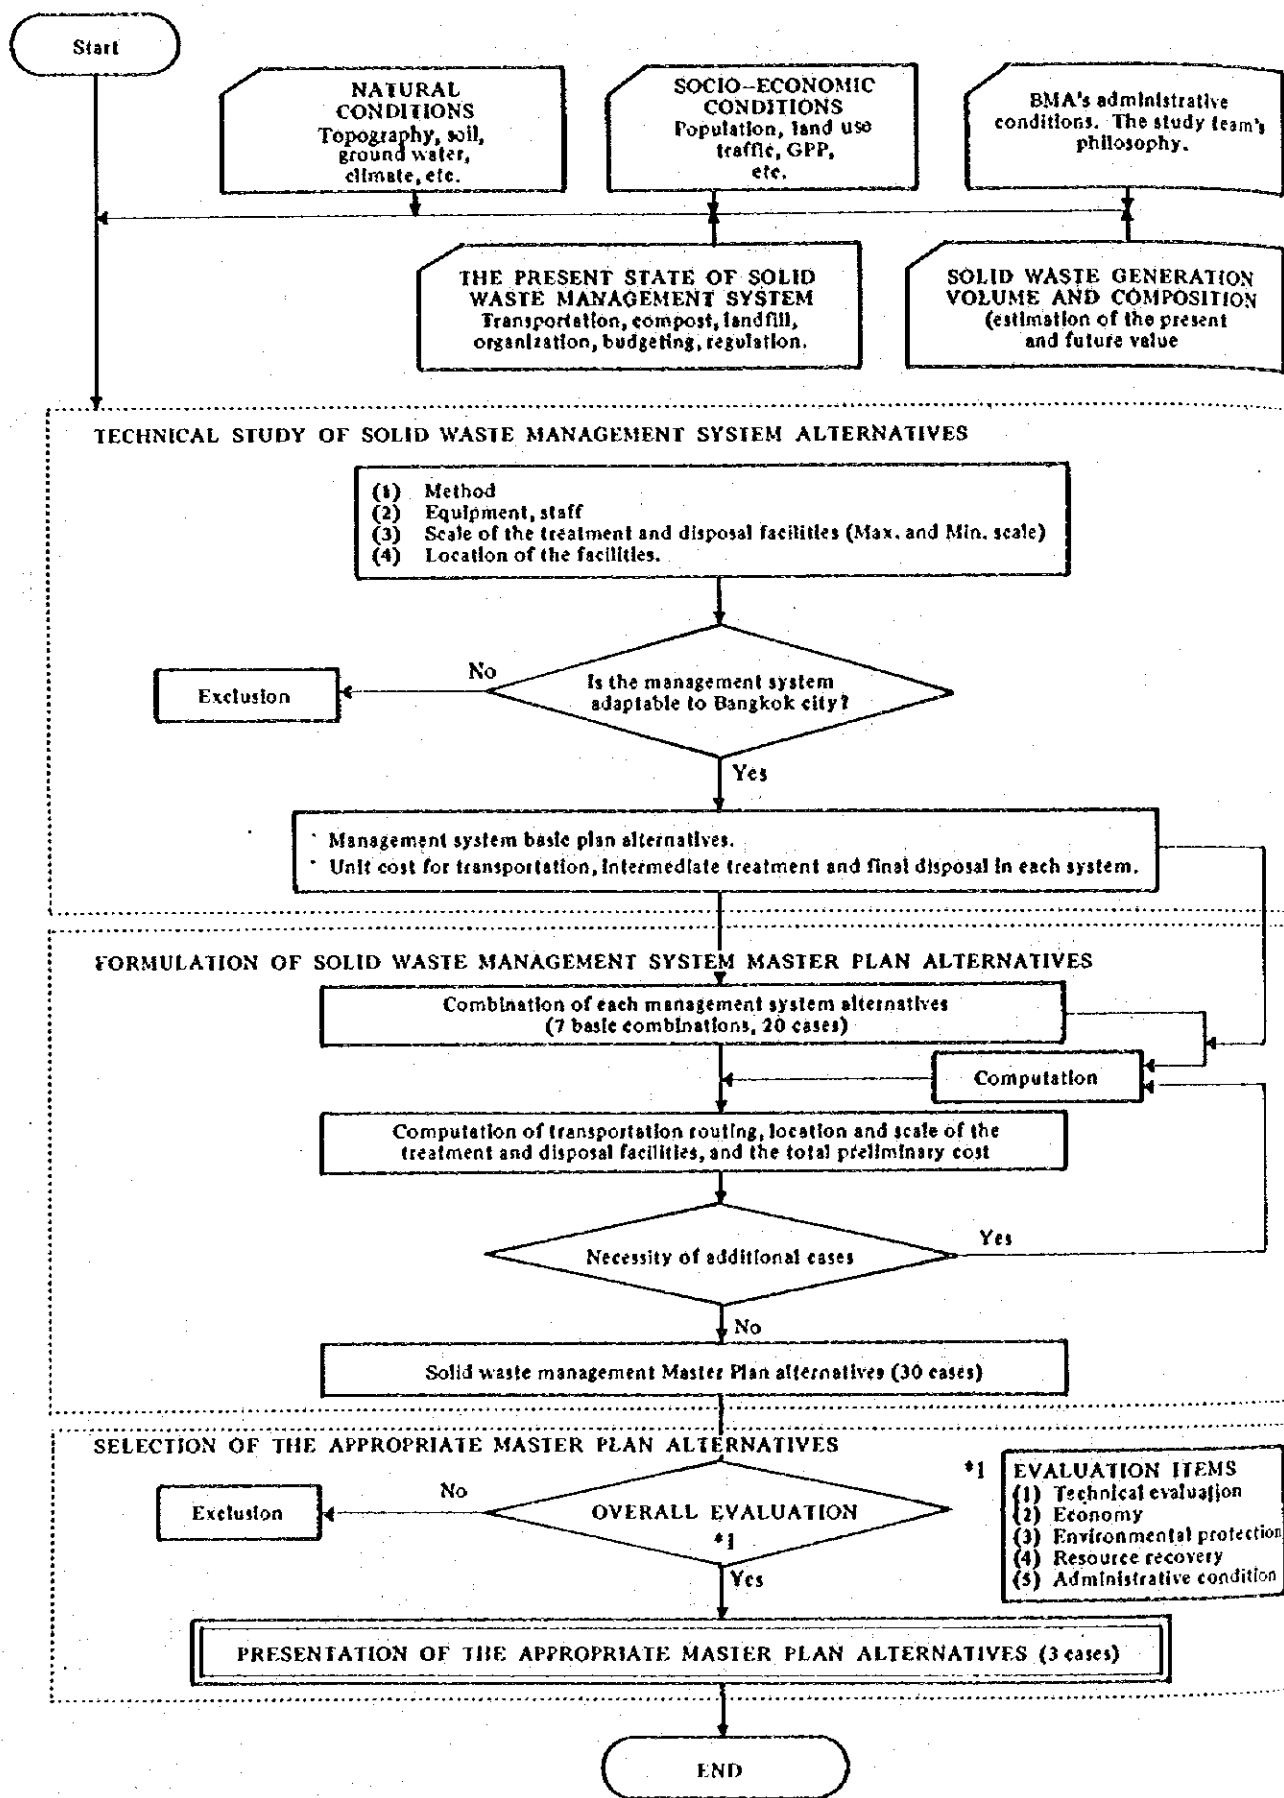 Start
NATURAL
CONDITIONS
Topography, soil,
ground water,
climate, etc.
SOCIO-ECONOMIC
CONDITIONS
Population, land use
traffic, GPP,
etc.
BMA's administrative
conditions. The study team's
philosophy.
THE PRESENT STATE OF SOLID
WASTE MANAGEMENT SYSTEM
Transportation, compost, landfill,
organization, budgeting, regulation.
SOLID WASTE GENERATION
VOLUME AND COMPOSITION
(estimation of the present
and future value
TECHNICAL STUDY OF SOLID WASTE MANAGEMENT SYSTEM ALTERNATIVES
(1) Method
(2) Equipment, staff
(3) Scale of the treatment and disposal facilities (Max. and Min. scale)
(4) Location of the facilities.
Is the management system
adaptable to Bangkok city?
No
Exclusion
Yes
· Management system basic plan alternatives.
· Unit cost for transportation, intermediate treatment and final disposal in each system.
FORMULATION OF SOLID WASTE MANAGEMENT SYSTEM MASTER PLAN ALTERNATIVES
Combination of each management system alternatives
(7 basic combinations, 20 cases)
Computation
Computation of transportation routing, location and scale of the
treatment and disposal facilities, and the total preliminary cost
Necessity of additional cases
Yes
No
Solid waste management Master Plan alternatives (30 cases)
SELECTION OF THE APPROPRIATE MASTER PLAN ALTERNATIVES
No
Exclusion
OVERALL EVALUATION
*1
Yes
*1 EVALUATION ITEMS
(1) Technical evaluation
(2) Economy
(3) Environmental protection
(4) Resource recovery
(5) Administrative condition
PRESENTATION OF THE APPROPRIATE MASTER PLAN ALTERNATIVES (3 cases)
END